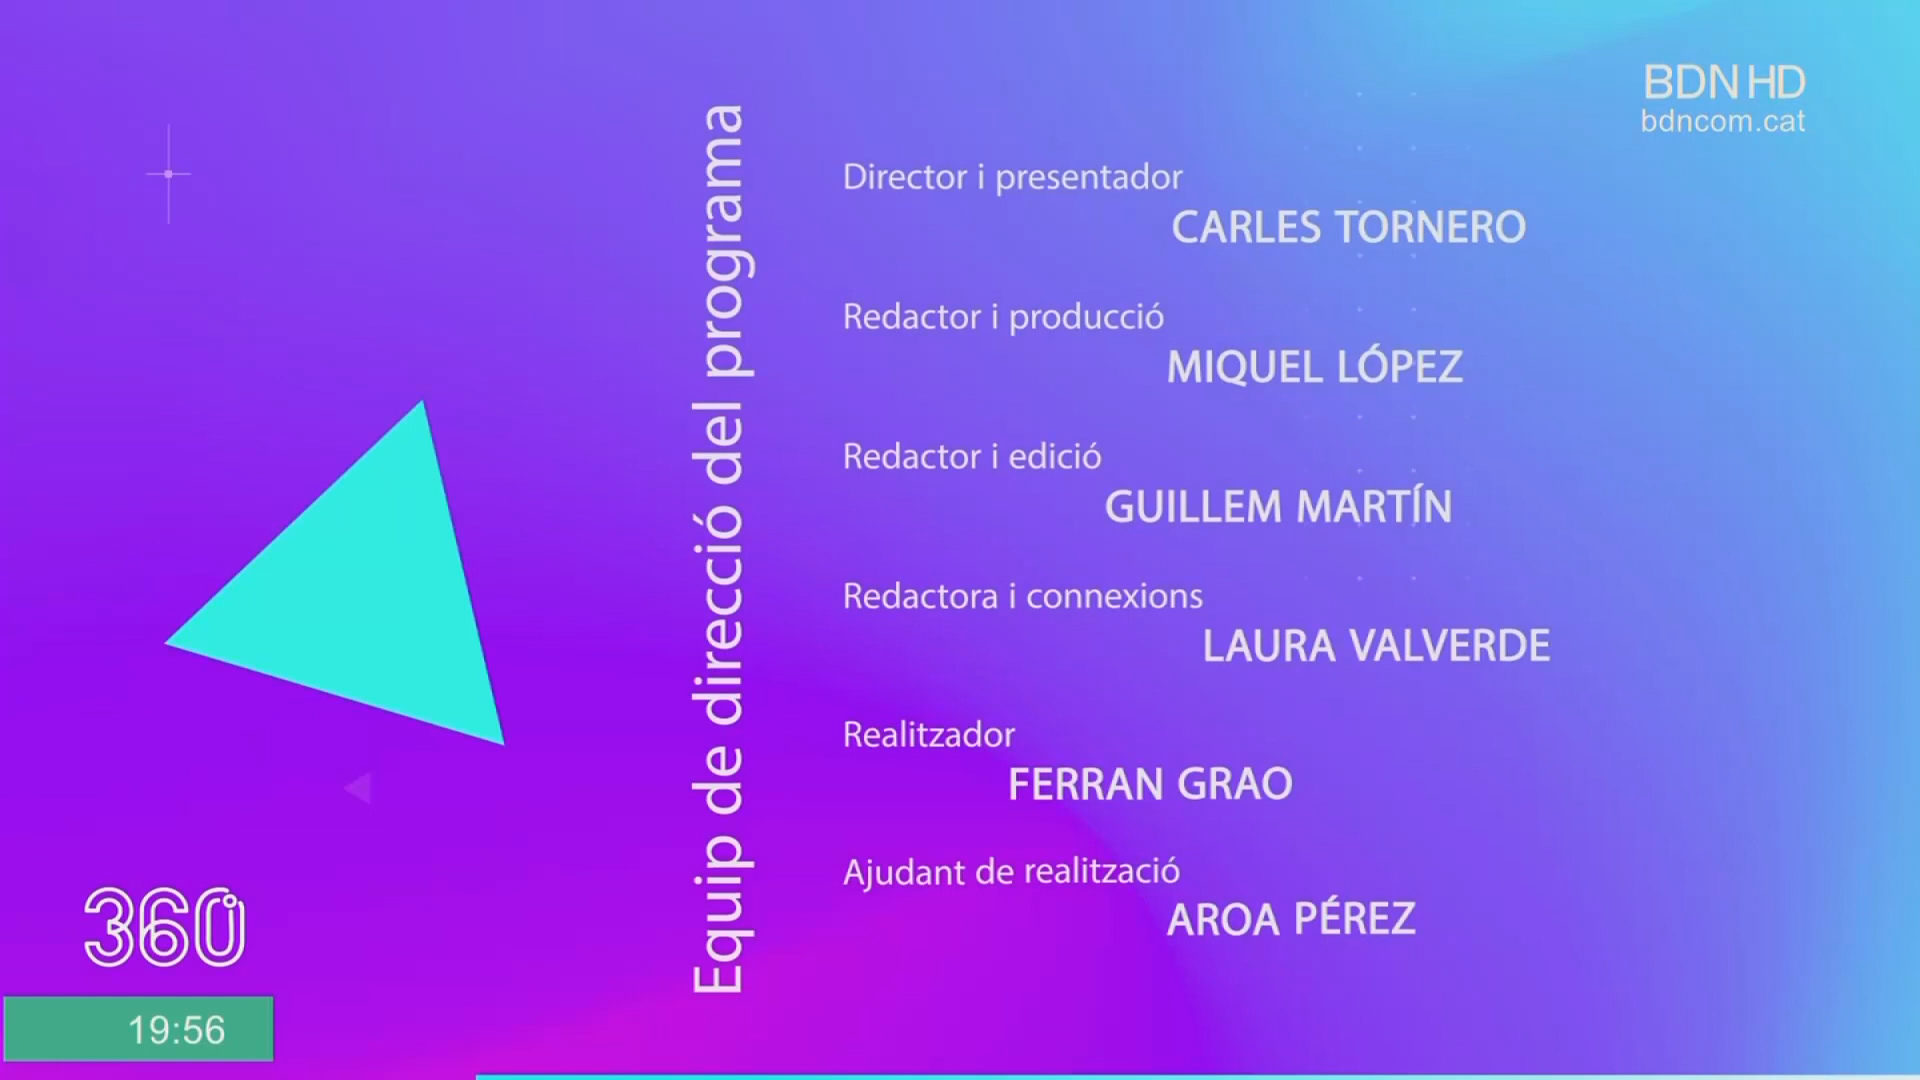 BDN HD
bdncom.cat
Equip de direcció del programa
Director i presentador
CARLES TORNERO
Redactor i producció
MIQUEL LÓPEZ
Redactor i edició
GUILLEM MARTÍN
Redactora i connexions
LAURA VALVERDE
Realitzador
FERRAN GRAO
Ajudant de realització
AROA PÉREZ
360°
19:56